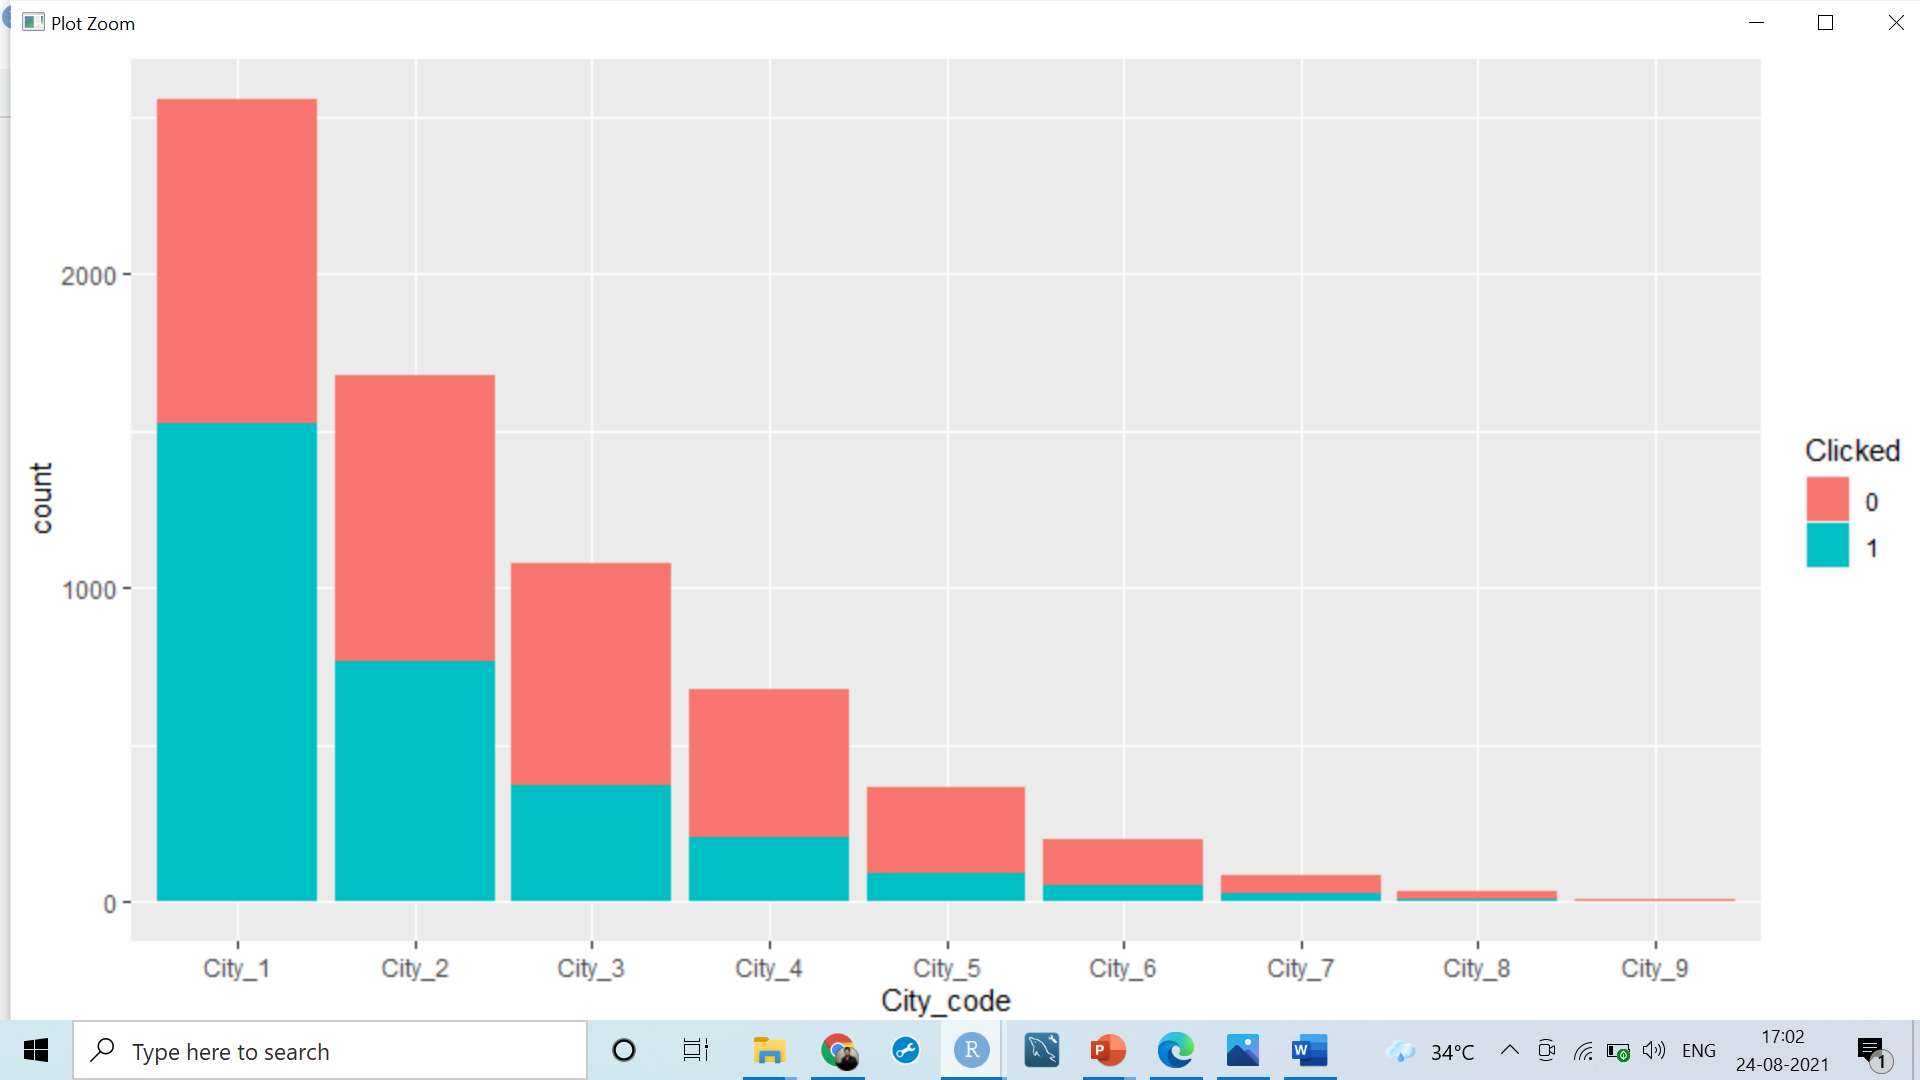 Plot Zoom
count
2000
1000
0
City_1 City_2 City_3 City_4 City_5 City_6 City_7 City_8 City_9
City_code
Clicked
0
1
Type here to search
R
P
W
34°C
ENG
17:02
24-08-2021
1